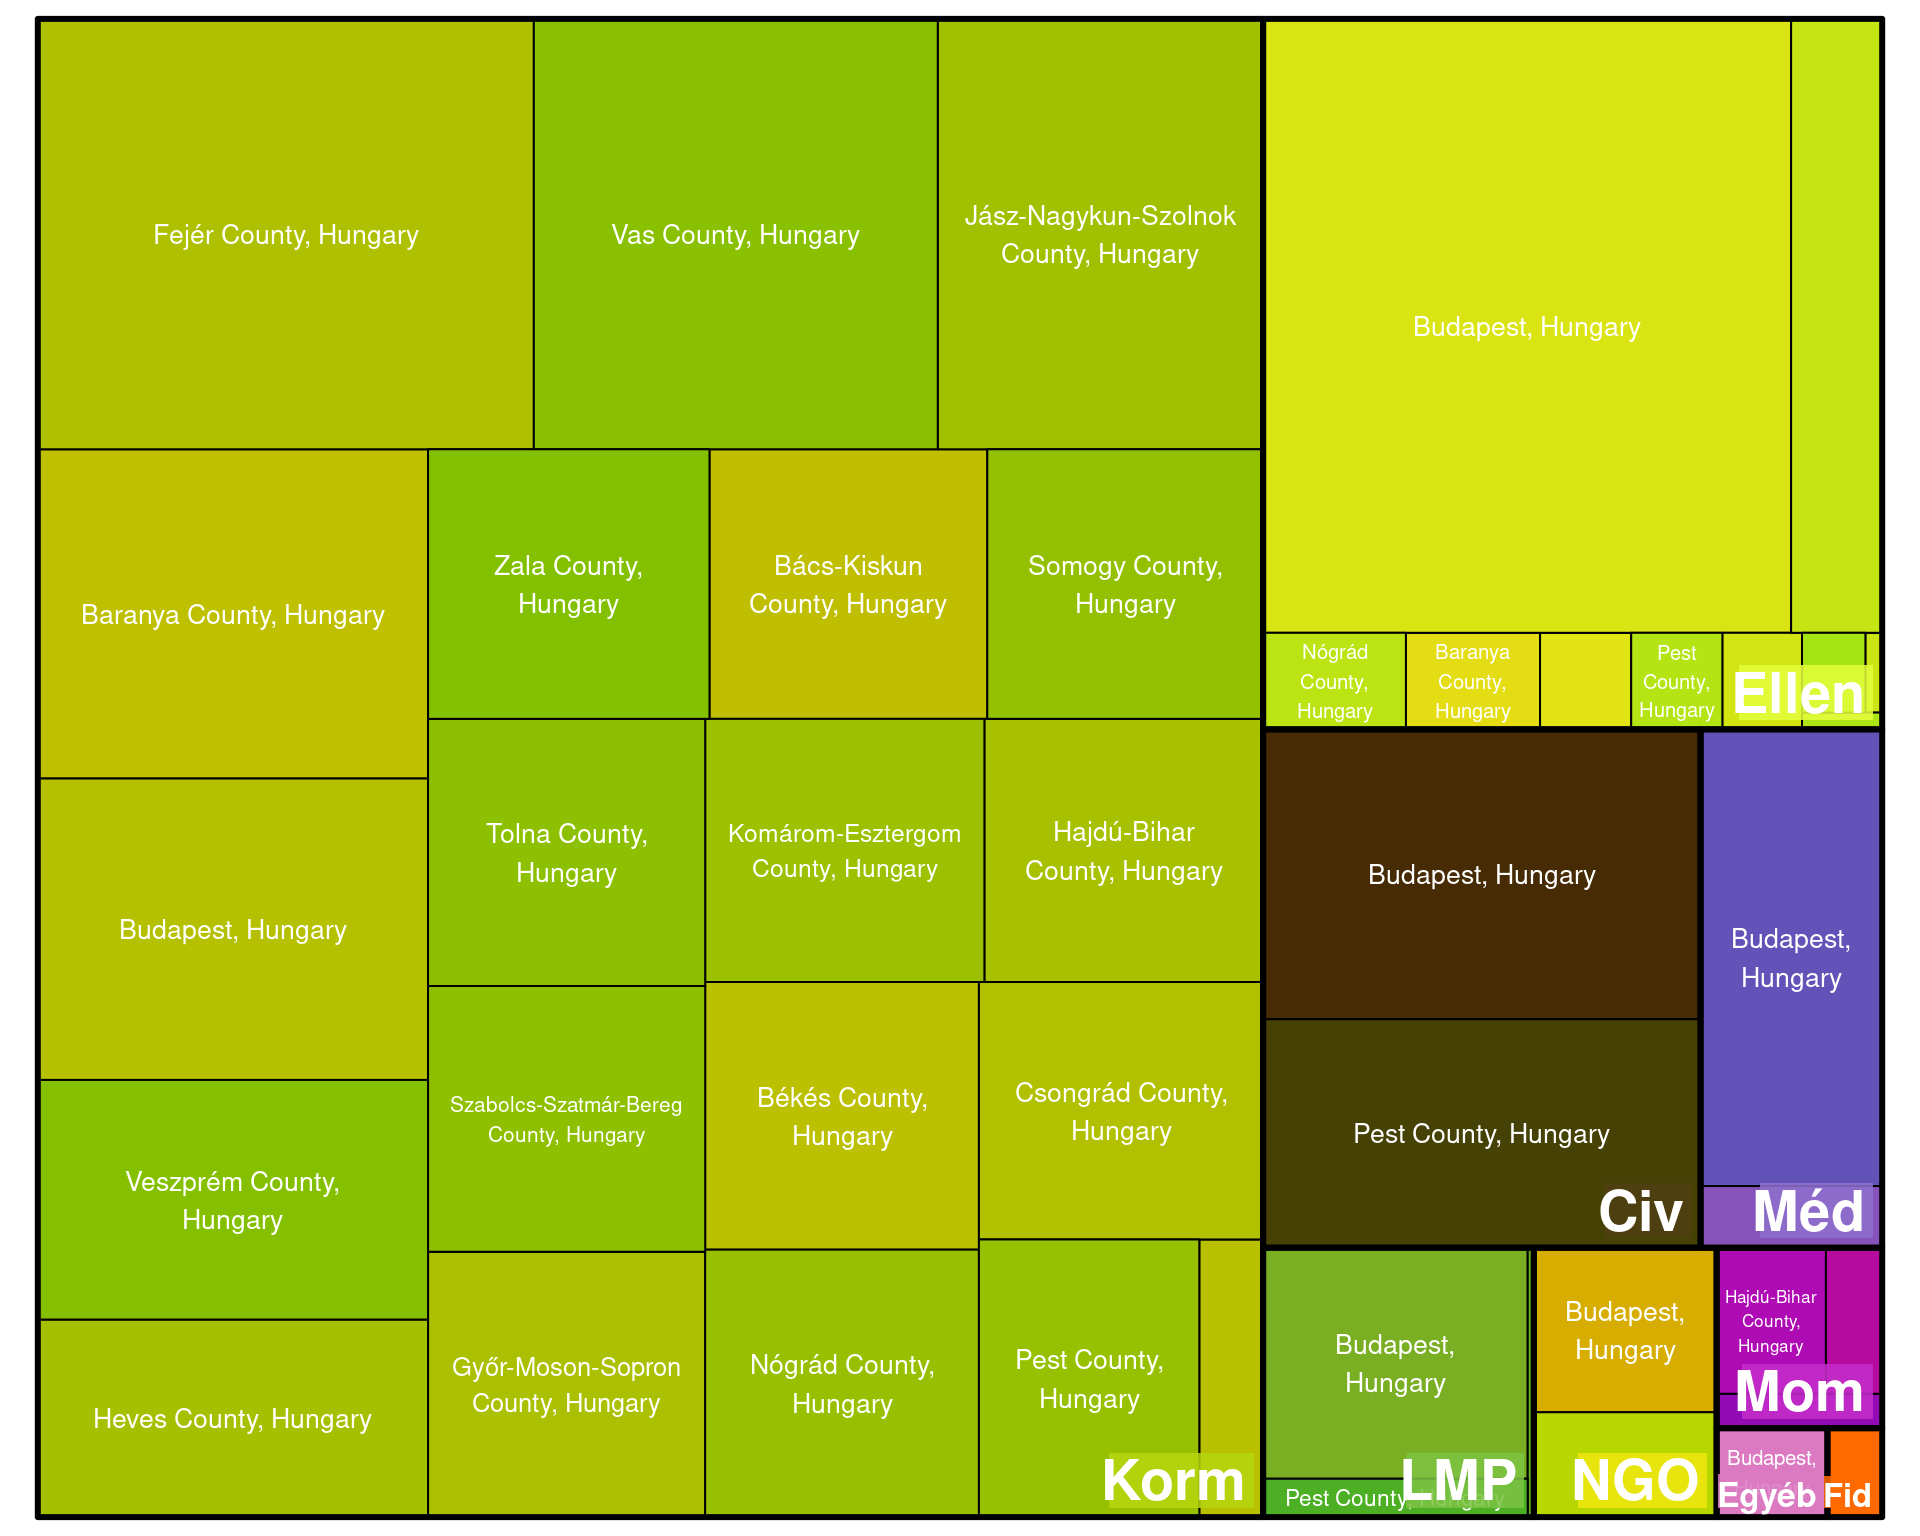 Fejér County, Hungary
Vas County, Hungary
Jász-Nagykun-Szolnok
County, Hungary
Baranya County, Hungary
Zala County,
Hungary
Bács-Kiskun
County, Hungary
Somogy County,
Hungary
Budapest, Hungary
Tolna County,
Hungary
Komárom-Esztergom
County, Hungary
Hajdú-Bihar
County, Hungary
Veszprém County,
Hungary
Szabolcs-Szatmár-Bereg
County, Hungary
Békés County,
Hungary
Csongrád County,
Hungary
Heves County, Hungary
Győr-Moson-Sopron
County, Hungary
Nógrád County,
Hungary
Pest County,
Hungary
Korm
Budapest, Hungary
Nógrád
County,
Hungary
Baranya
County,
Hungary
Pest
County,
Hungary
Ellen
Budapest, Hungary
Pest County, Hungary
Civ
Budapest,
Hungary
Méd
Budapest,
Hungary
Pest County, Hungary
LMP
Budapest,
Hungary
NGO
Hajdú-Bihar
County,
Hungary
Mom
Budapest,
Egyéb
Fid